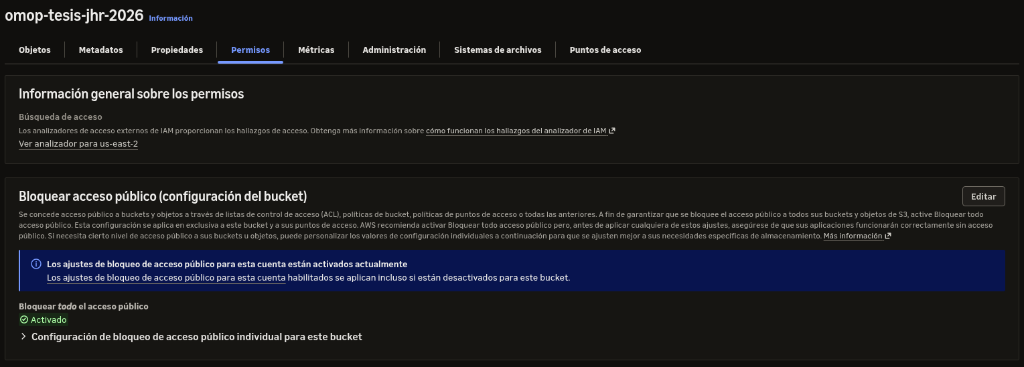 omop-tesis-jhr-2026 Información
Objetos Metadatos Propiedades Permisos Métricas Administración Sistemas de archivos Puntos de acceso
Información general sobre los permisos
Búsqueda de acceso
Los analizadores de acceso externos de IAM proporcionan los hallazgos de acceso. Obtenga más información sobre cómo funcionan los hallazgos del analizador de IAM
Ver analizador para us-east-2
Bloquear acceso público (configuración del bucket)
Editar
Se concede acceso público a buckets y objetos a través de listas de control de acceso (ACL), políticas de bucket, políticas de puntos de acceso o todas las anteriores. A fin de garantizar que se bloquee el acceso público a todos sus buckets y objetos de S3, active Bloquear todo
acceso público. Esta configuración se aplica en exclusiva a este bucket y a sus puntos de acceso. AWS recomienda activar Bloquear todo acceso público pero, antes de aplicar cualquiera de estos ajustes, asegúrese de que sus aplicaciones funcionarán correctamente sin acceso
público. Si necesita cierto nivel de acceso público a sus buckets u objetos, puede personalizar los valores de configuración individuales a continuación para que se ajusten mejor a sus necesidades específicas de almacenamiento. Más información
Los ajustes de bloqueo de acceso público para esta cuenta están activados actualmente
Los ajustes de bloqueo de acceso público para esta cuenta habilitados se aplican incluso si están desactivados para este bucket.
Bloquear todo el acceso público
Activado
Configuración de bloqueo de acceso público individual para este bucket